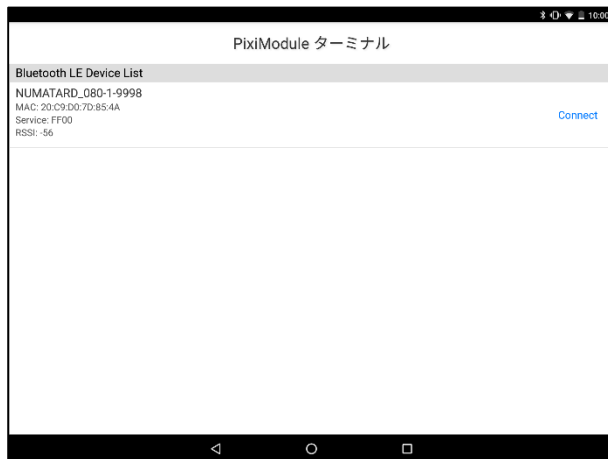 10:00
PixiModule ターミナル
Bluetooth LE Device List
NUMATARD_080-1-9998
MAC: 20:C9:D0:7D:85:4A
Service: FF00
RSSI: -56
Connect